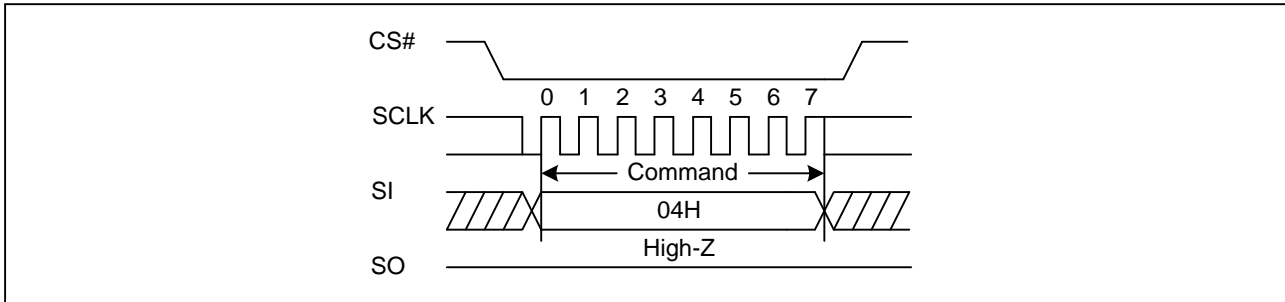 CS#
0 1 2 3 4 5 6 7
SCLK
Command
SI
04H
High-Z
SO